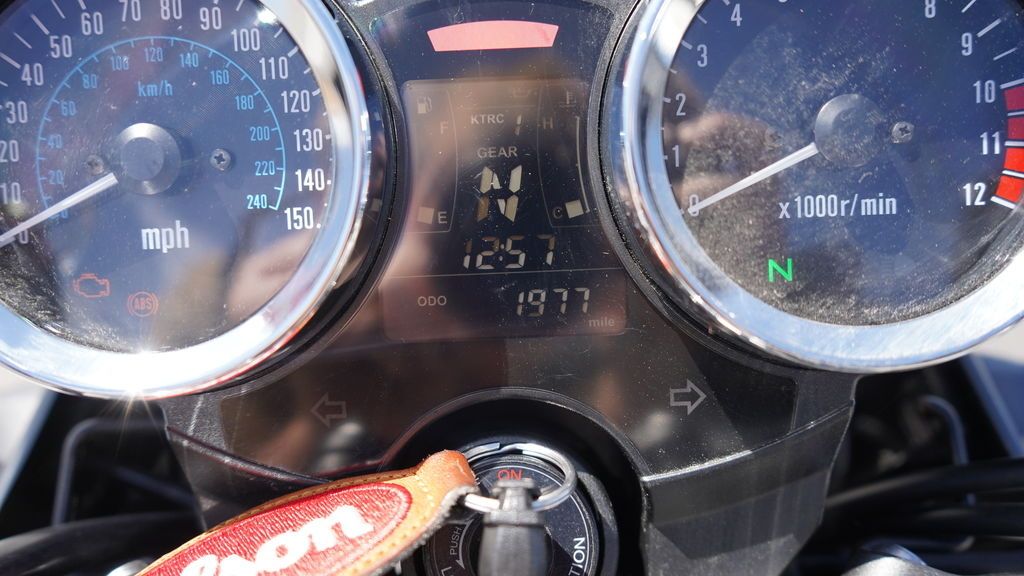 10 20 30 40 50 60 70 80 90 100 110 120 130 140 150
60 80 100 120 140 160 180 200 220 240
km/h
mph
ABS
F KTRC 1 H
GEAR
E N C
12:57
ODO 1977
mile
0 1 2 3 4 8 9 10 11 12
x1000r/min
N
ON
PUSH